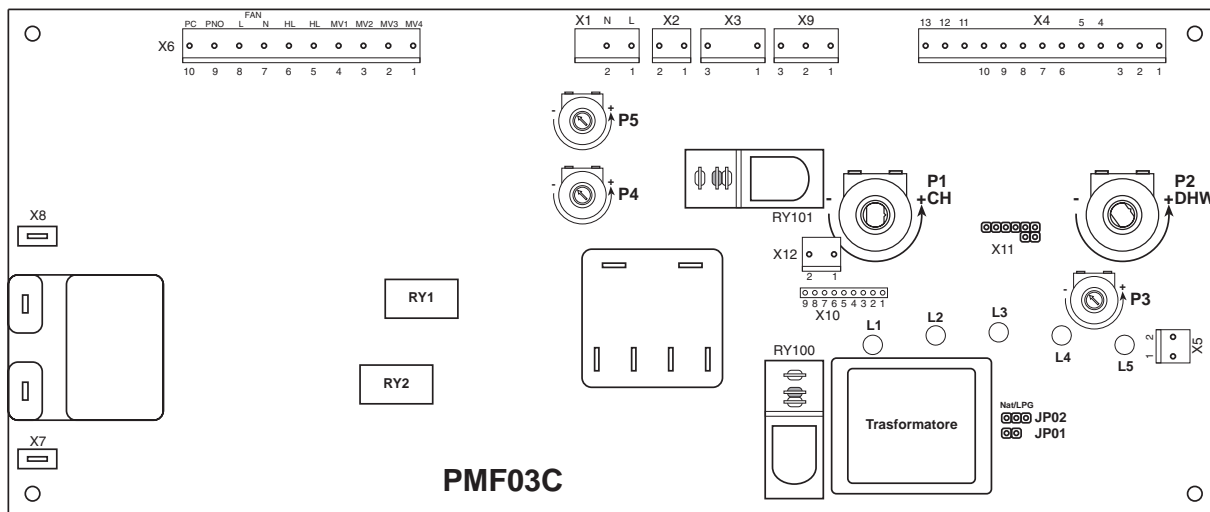 FAN
PC PNO L N HL HL MV1 MV2 MV3 MV4
X6
10 9 8 7 6 5 4 3 2 1
X1 N L
2 1
X2
2 1
X3
3 1
X9
3 2 1
X4
13 12 11 5 4
10 9 8 7 6 3 2 1
- + P5
- + P4
RY101
P1
- +CH
P2
- +DHW
X11
X12
2 1
9 8 7 6 5 4 3 2 1
X10
- + P3
X8
RY1
L1
L2
L3
L4
L5
2
1
X5
RY100
RY2
Trasformatore
Nat/LPG
JP02
JP01
X7
PMF03C